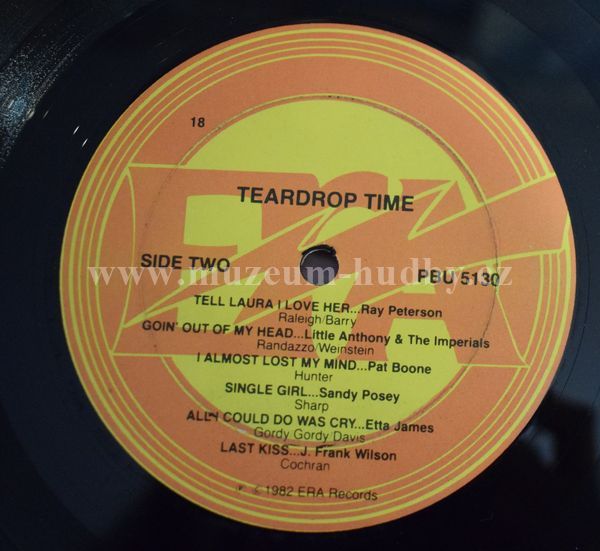 18
TEARDROP TIME
SIDE TWO
PBU 5130
www.muzeum-hudby.cz
TELL LAURA I LOVE HER...Ray Peterson
Raleigh/Barry
GOIN' OUT OF MY HEAD...Little Anthony & The Imperials
Randazzo/Weinstein
I ALMOST LOST MY MIND...Pat Boone
Hunter
SINGLE GIRL...Sandy Posey
Sharp
ALL I COULD DO WAS CRY...Etta James
Gordy Gordy Davis
LAST KISS...J. Frank Wilson
Cochran
℗ © 1982 ERA Records
ERA